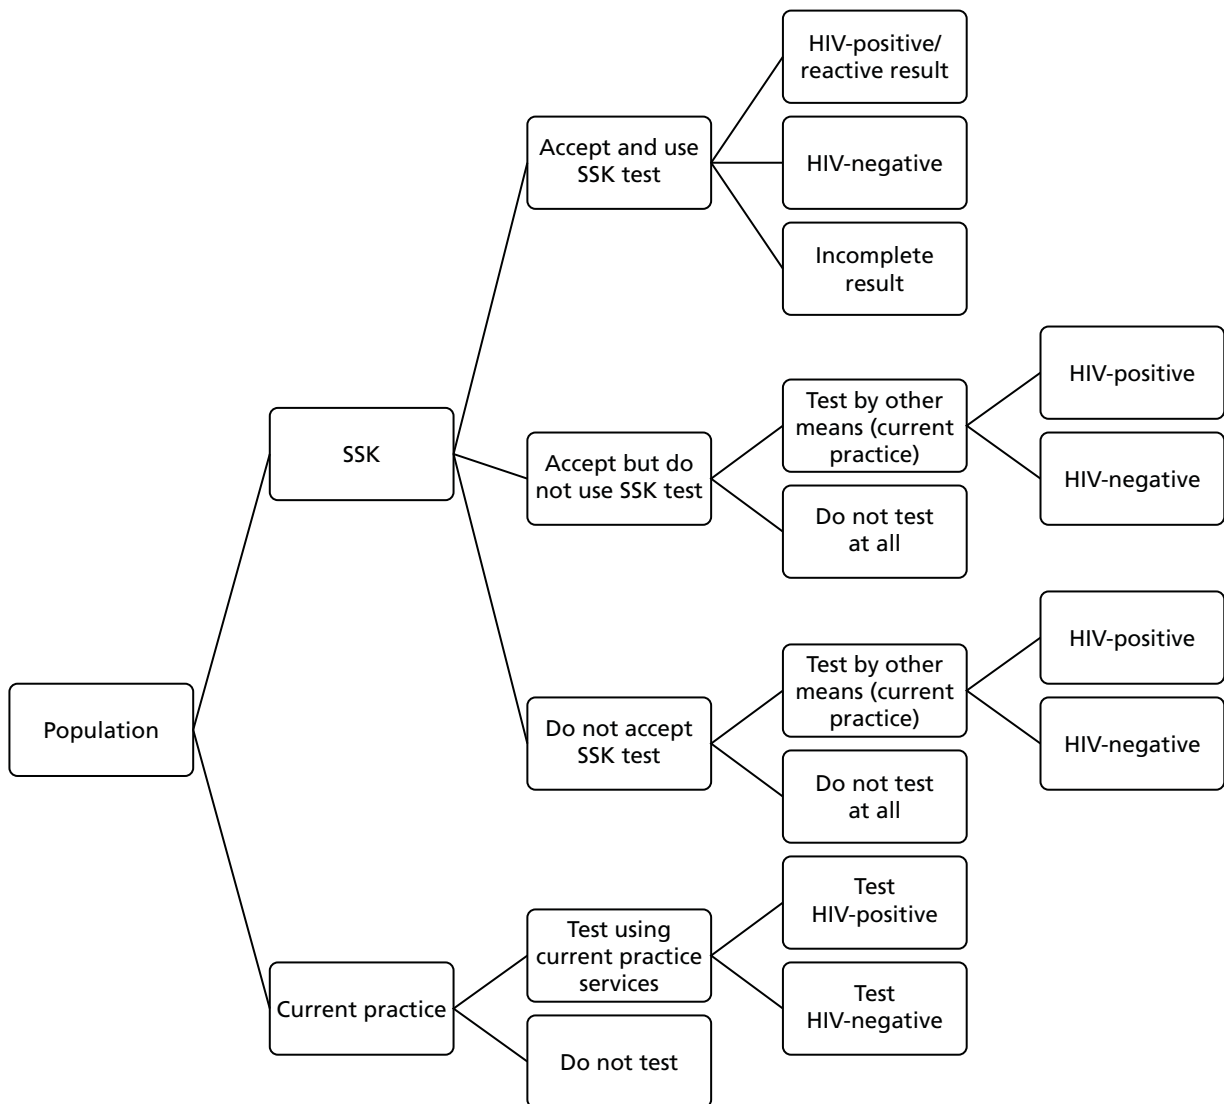 HIV-positive/
reactive result
Accept and use
SSK test
HIV-negative
Incomplete
result
HIV-positive
Test by other
means (current
practice)
SSK
Accept but do
not use SSK test
HIV-negative
Do not test
at all
HIV-positive
Test by other
means (current
practice)
Population
Do not accept
SSK test
HIV-negative
Do not test
at all
Test
HIV-positive
Test using
current practice
services
Current practice
Test
HIV-negative
Do not test